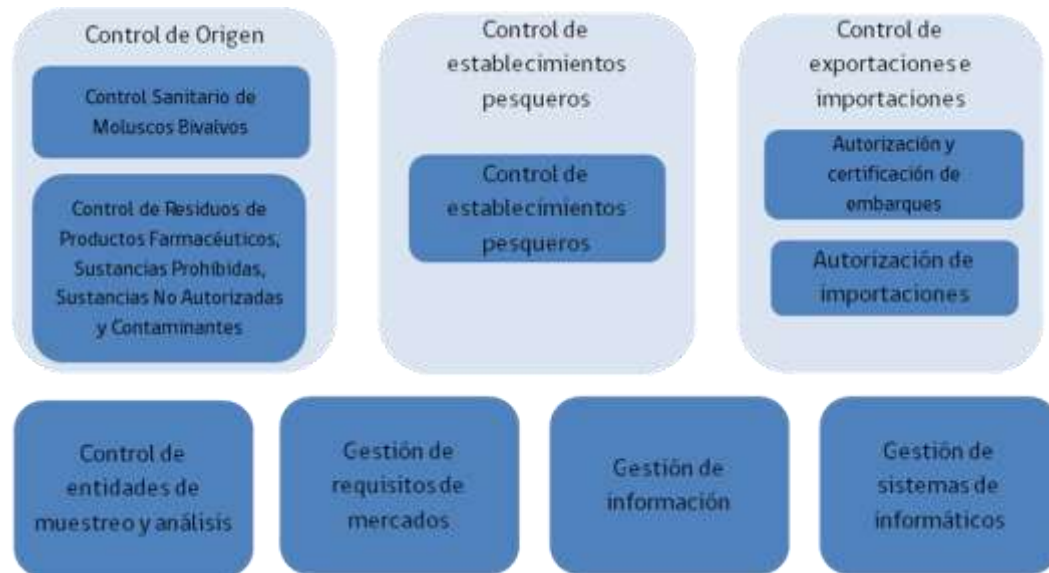 Control de Origen
Control Sanitario de
Moluscos Bivalvos
Control de Residuos de
Productos Farmacéuticos,
Sustancias Prohibidas,
Sustancias No Autorizadas
y Contaminantes
Control de
establecimientos
pesqueros
Control de
establecimientos
pesqueros
Control de
exportaciones e
importaciones
Autorización y
certificación de
embarques
Autorización de
importaciones
Control de
entidades de
muestreo y análisis
Gestión de
requisitos de
mercados
Gestión de
información
Gestión de
sistemas de
informáticos